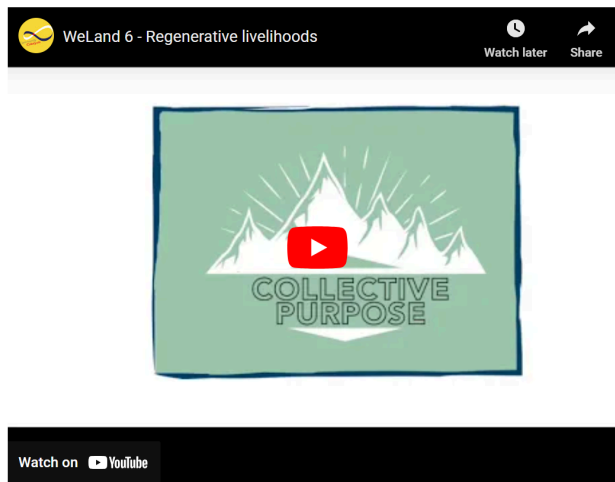 WeLand 6 - Regenerative livelihoods
Watch later
Share
COLLECTIVE
PURPOSE
Watch on YouTube